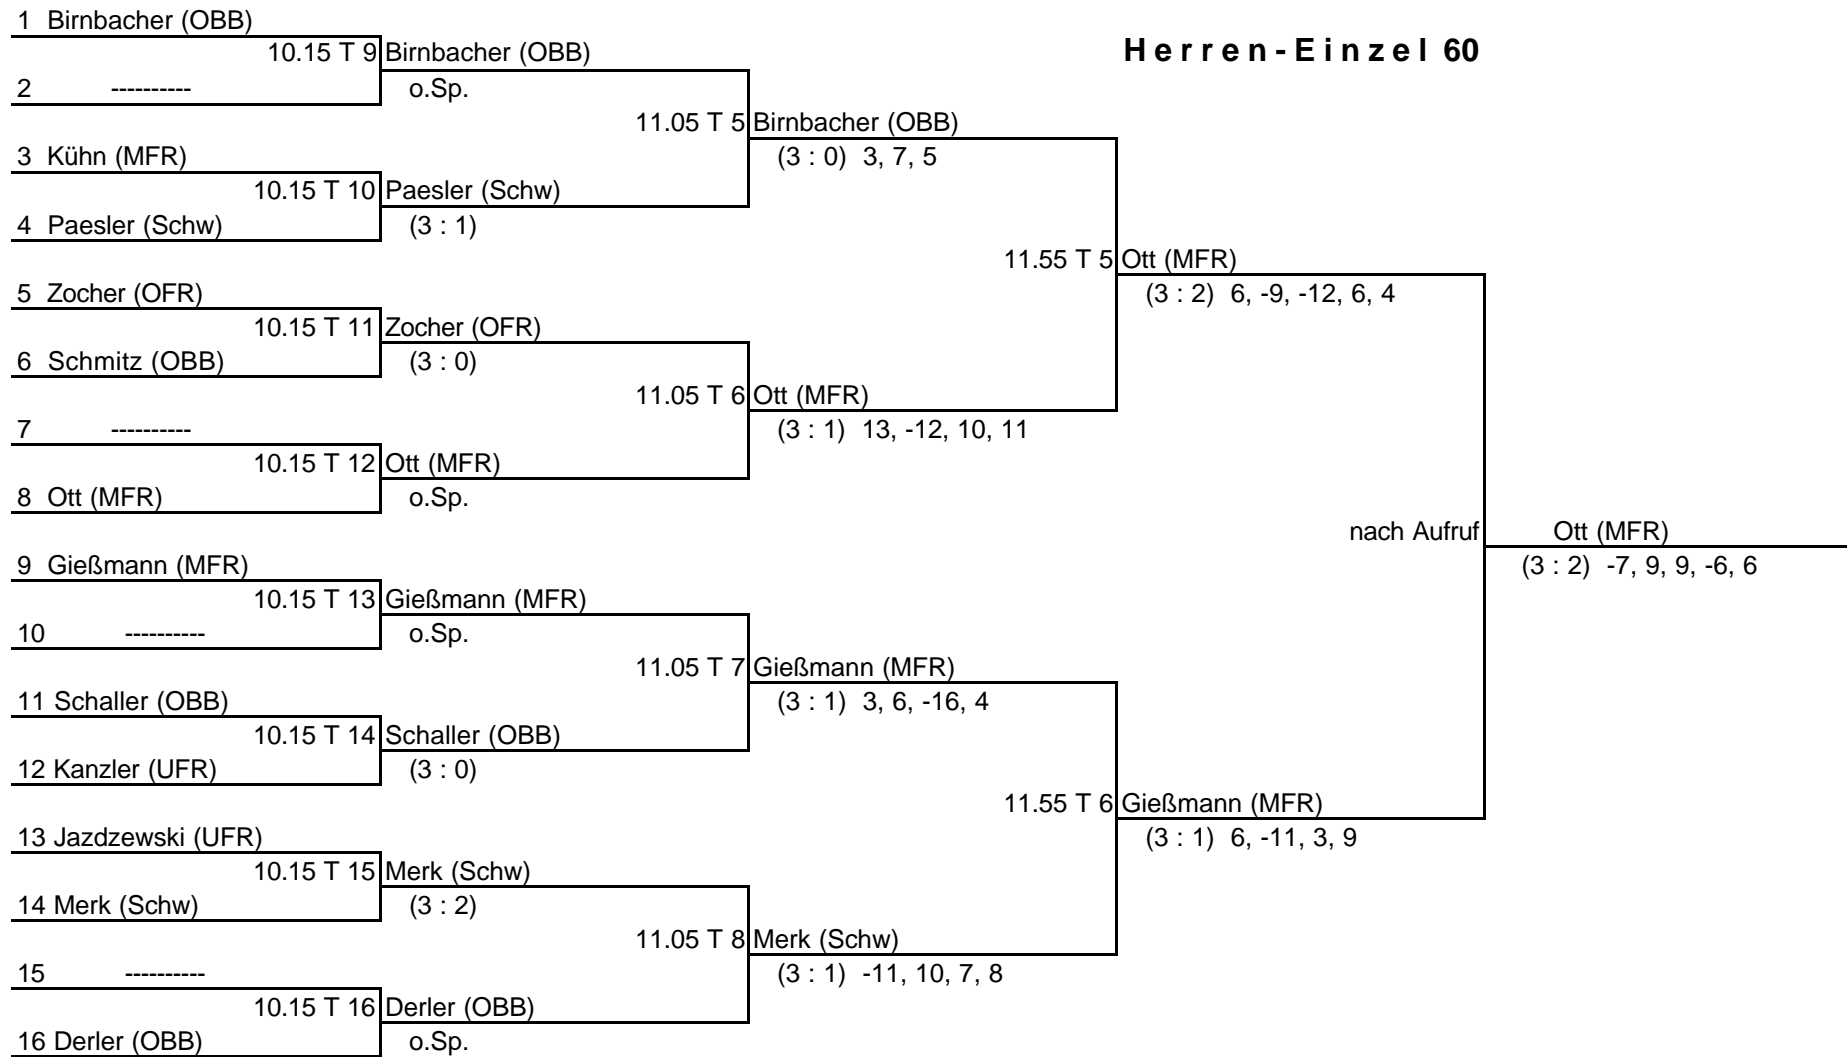 1 Birnbacher (OBB)
10.15 T 9 Birnbacher (OBB)
Herren-Einzel 60
2 ----------
o.Sp.
11.05 T 5 Birnbacher (OBB)
3 Kühn (MFR)
(3 : 0) 3, 7, 5
10.15 T 10 Paesler (Schw)
4 Paesler (Schw)
(3 : 1)
11.55 T 5 Ott (MFR)
5 Zocher (OFR)
(3 : 2) 6, -9, -12, 6, 4
10.15 T 11 Zocher (OFR)
6 Schmitz (OBB)
(3 : 0)
11.05 T 6 Ott (MFR)
7 ----------
(3 : 1) 13, -12, 10, 11
10.15 T 12 Ott (MFR)
8 Ott (MFR)
o.Sp.
nach Aufruf Ott (MFR)
9 Gießmann (MFR)
(3 : 2) -7, 9, 9, -6, 6
10.15 T 13 Gießmann (MFR)
10 ----------
o.Sp.
11.05 T 7 Gießmann (MFR)
11 Schaller (OBB)
(3 : 1) 3, 6, -16, 4
10.15 T 14 Schaller (OBB)
12 Kanzler (UFR)
(3 : 0)
11.55 T 6 Gießmann (MFR)
13 Jazdzewski (UFR)
(3 : 1) 6, -11, 3, 9
10.15 T 15 Merk (Schw)
14 Merk (Schw)
(3 : 2)
11.05 T 8 Merk (Schw)
15 ----------
(3 : 1) -11, 10, 7, 8
10.15 T 16 Derler (OBB)
16 Derler (OBB)
o.Sp.